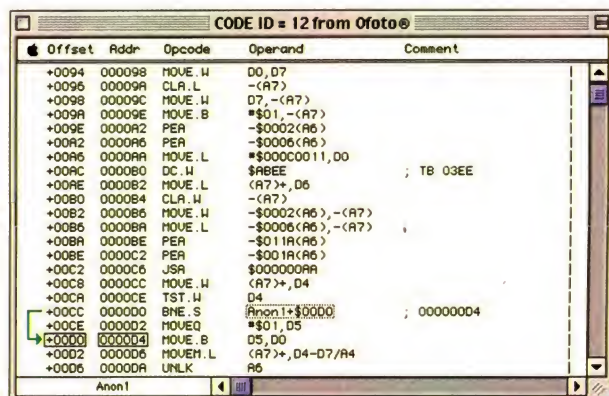 CODE ID = 12 from Ofoto®
Offset Addr Opcode Operand Comment
+0094 000098 MOVE.W D0,D7
+0096 00009A CLA.L -(A7)
+0098 00009C MOVE.W D7,-(A7)
+009A 00009E MOVE.B #$01,-(A7)
+009E 0000A2 PEA -$0002(A6)
+00A2 0000A6 PEA -$0006(A6)
+00A6 0000AA MOVE.L #$000C0011,D0
+00AC 0000B0 DC.W $ABEE ; TB 03EE
+00AE 0000B2 MOVE.L (A7)+,D6
+00B0 0000B4 CLA.W -(A7)
+00B2 0000B6 MOVE.W -$0002(A6),-(A7)
+00B6 0000BA MOVE.L -$0006(A6),-(A7)
+00BA 0000BE PEA -$011A(A6)
+00BE 0000C2 PEA -$001A(A6)
+00C2 0000C6 JSA $000000AA
+00C8 0000CC MOVE.W (A7)+,D4
+00CA 0000CE TST.W D4
+00CC 0000D0 BNE.S Anon1+$00D0 ; 000000D4
+00CE 0000D2 MOVEQ #$01,D5
+00D0 0000D4 MOVE.B D5,D0
+00D2 0000D6 MOVEM.L (A7)+,D4-D7/A4
+00D6 0000DA UNLK A6
Anon1